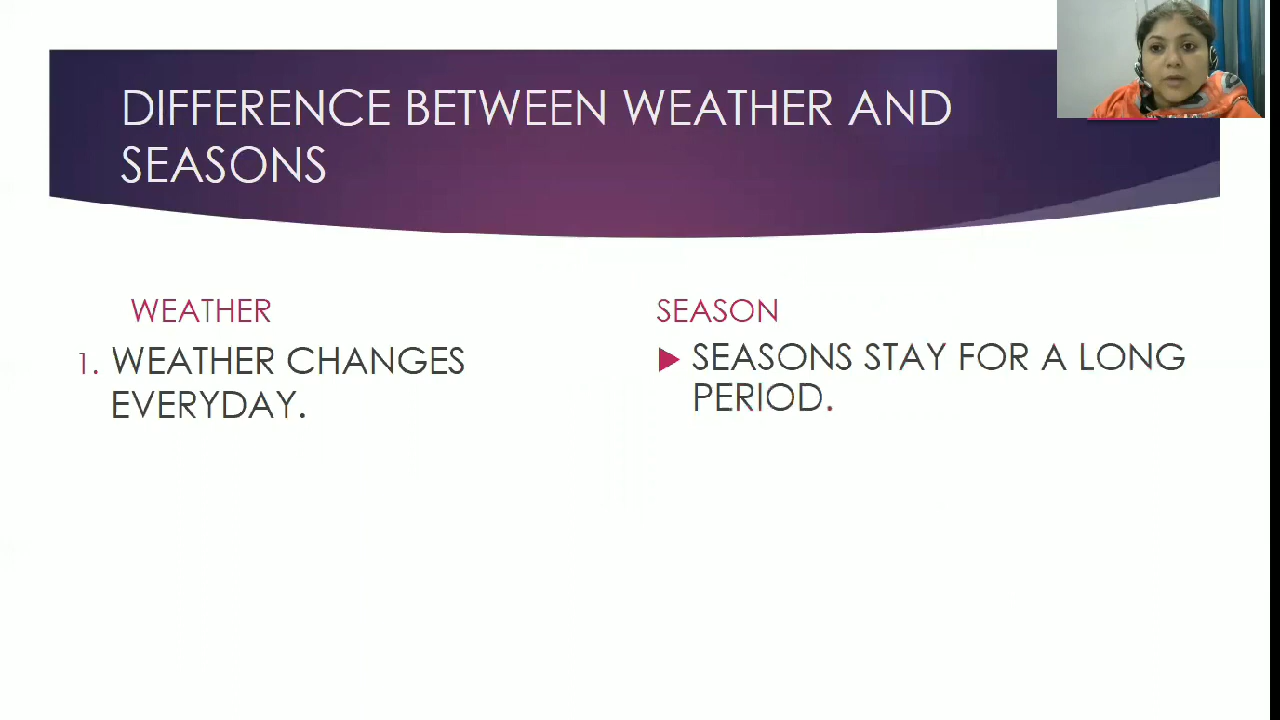 DIFFERENCE BETWEEN WEATHER AND
SEASONS
WEATHER
1. WEATHER CHANGES
EVERYDAY.
SEASON
SEASONS STAY FOR A LONG
PERIOD.